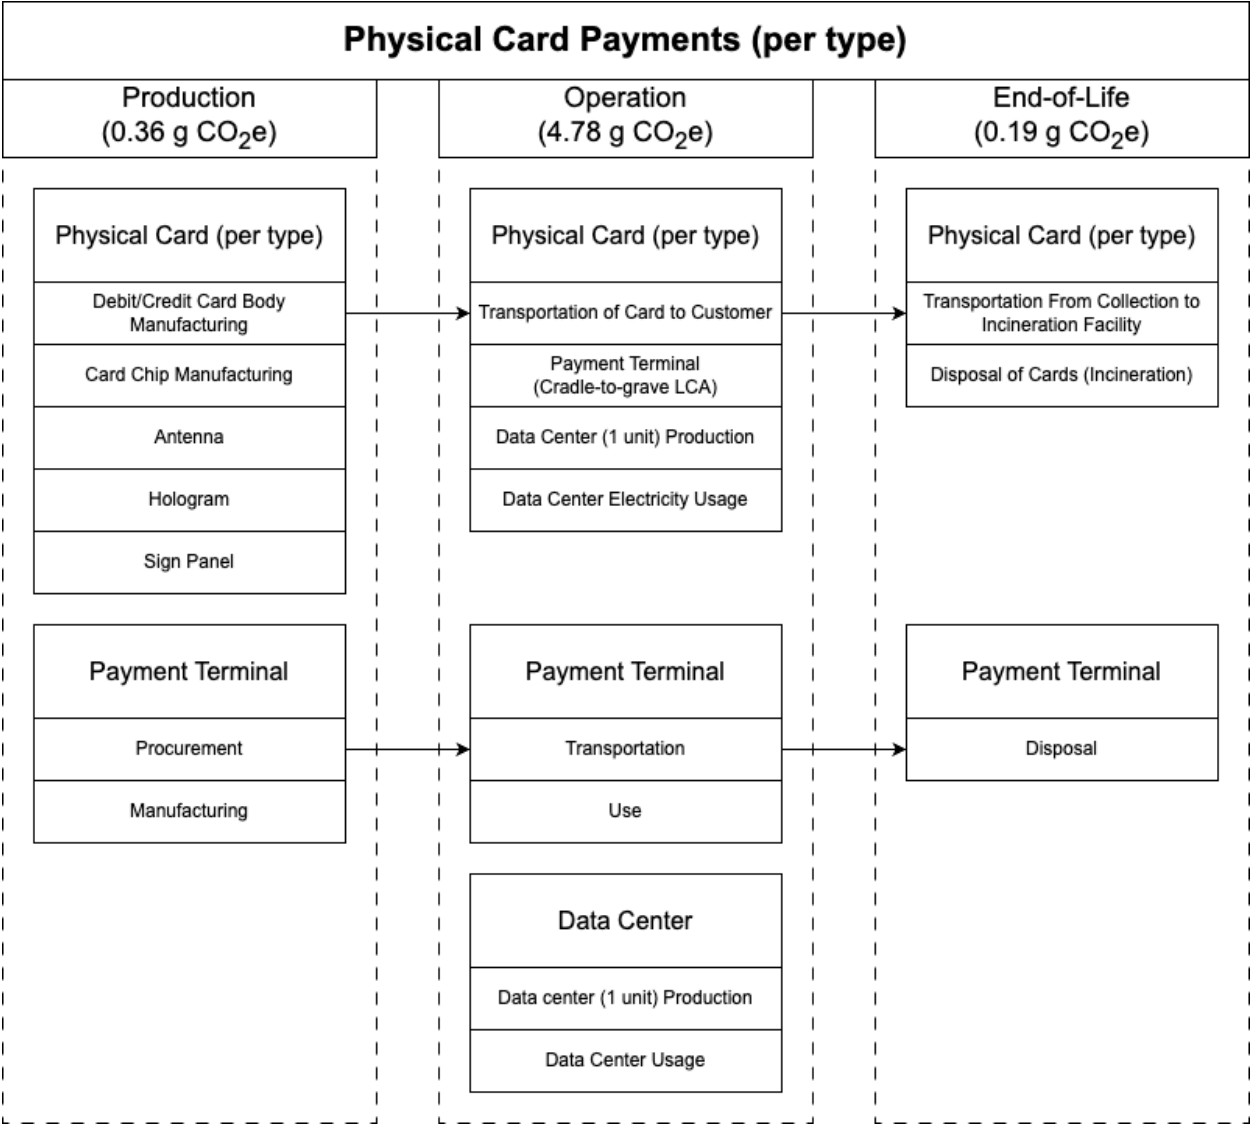 Physical Card Payments (per type)
Production
(0.36 g CO₂e)
Operation
(4.78 g CO₂e)
End-of-Life
(0.19 g CO₂e)
Physical Card (per type)
Debit/Credit Card Body
Manufacturing
Card Chip Manufacturing
Antenna
Hologram
Sign Panel
Payment Terminal
Procurement
Manufacturing
Physical Card (per type)
Transportation of Card to Customer
Payment Terminal
(Cradle-to-grave LCA)
Data Center (1 unit) Production
Data Center Electricity Usage
Payment Terminal
Transportation
Use
Data Center
Data center (1 unit) Production
Data Center Usage
Physical Card (per type)
Transportation From Collection to
Incineration Facility
Disposal of Cards (Incineration)
Payment Terminal
Disposal